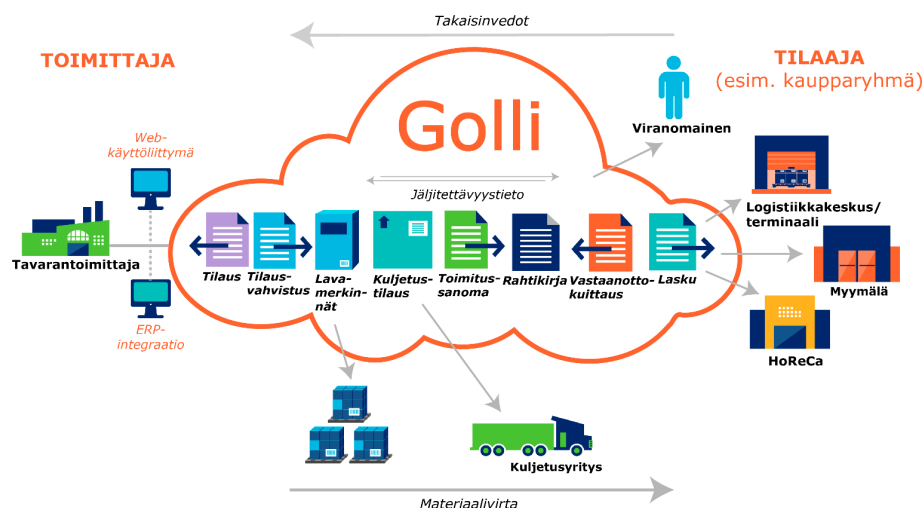 Takaisinvedot
TOIMITTAJA
TILAAJA
(esim. kaupparyhmä)
Golli
Viranomainen
Web-
käyttöliittymä
Jäljitettävyystieto
Logistiikkakeskus/
terminaali
Tavarantoimittaja
Tilaus
Tilaus-
vahvistus
Lava-
merkin-
nät
Kuljetus-
tilaus
Toimitus-
sanoma
Rahtikirja
Vastaanotto-
kuittaus
Lasku
Myymälä
ERP-
integraatio
HoReCa
Kuljetusyritys
Materiaalivirta